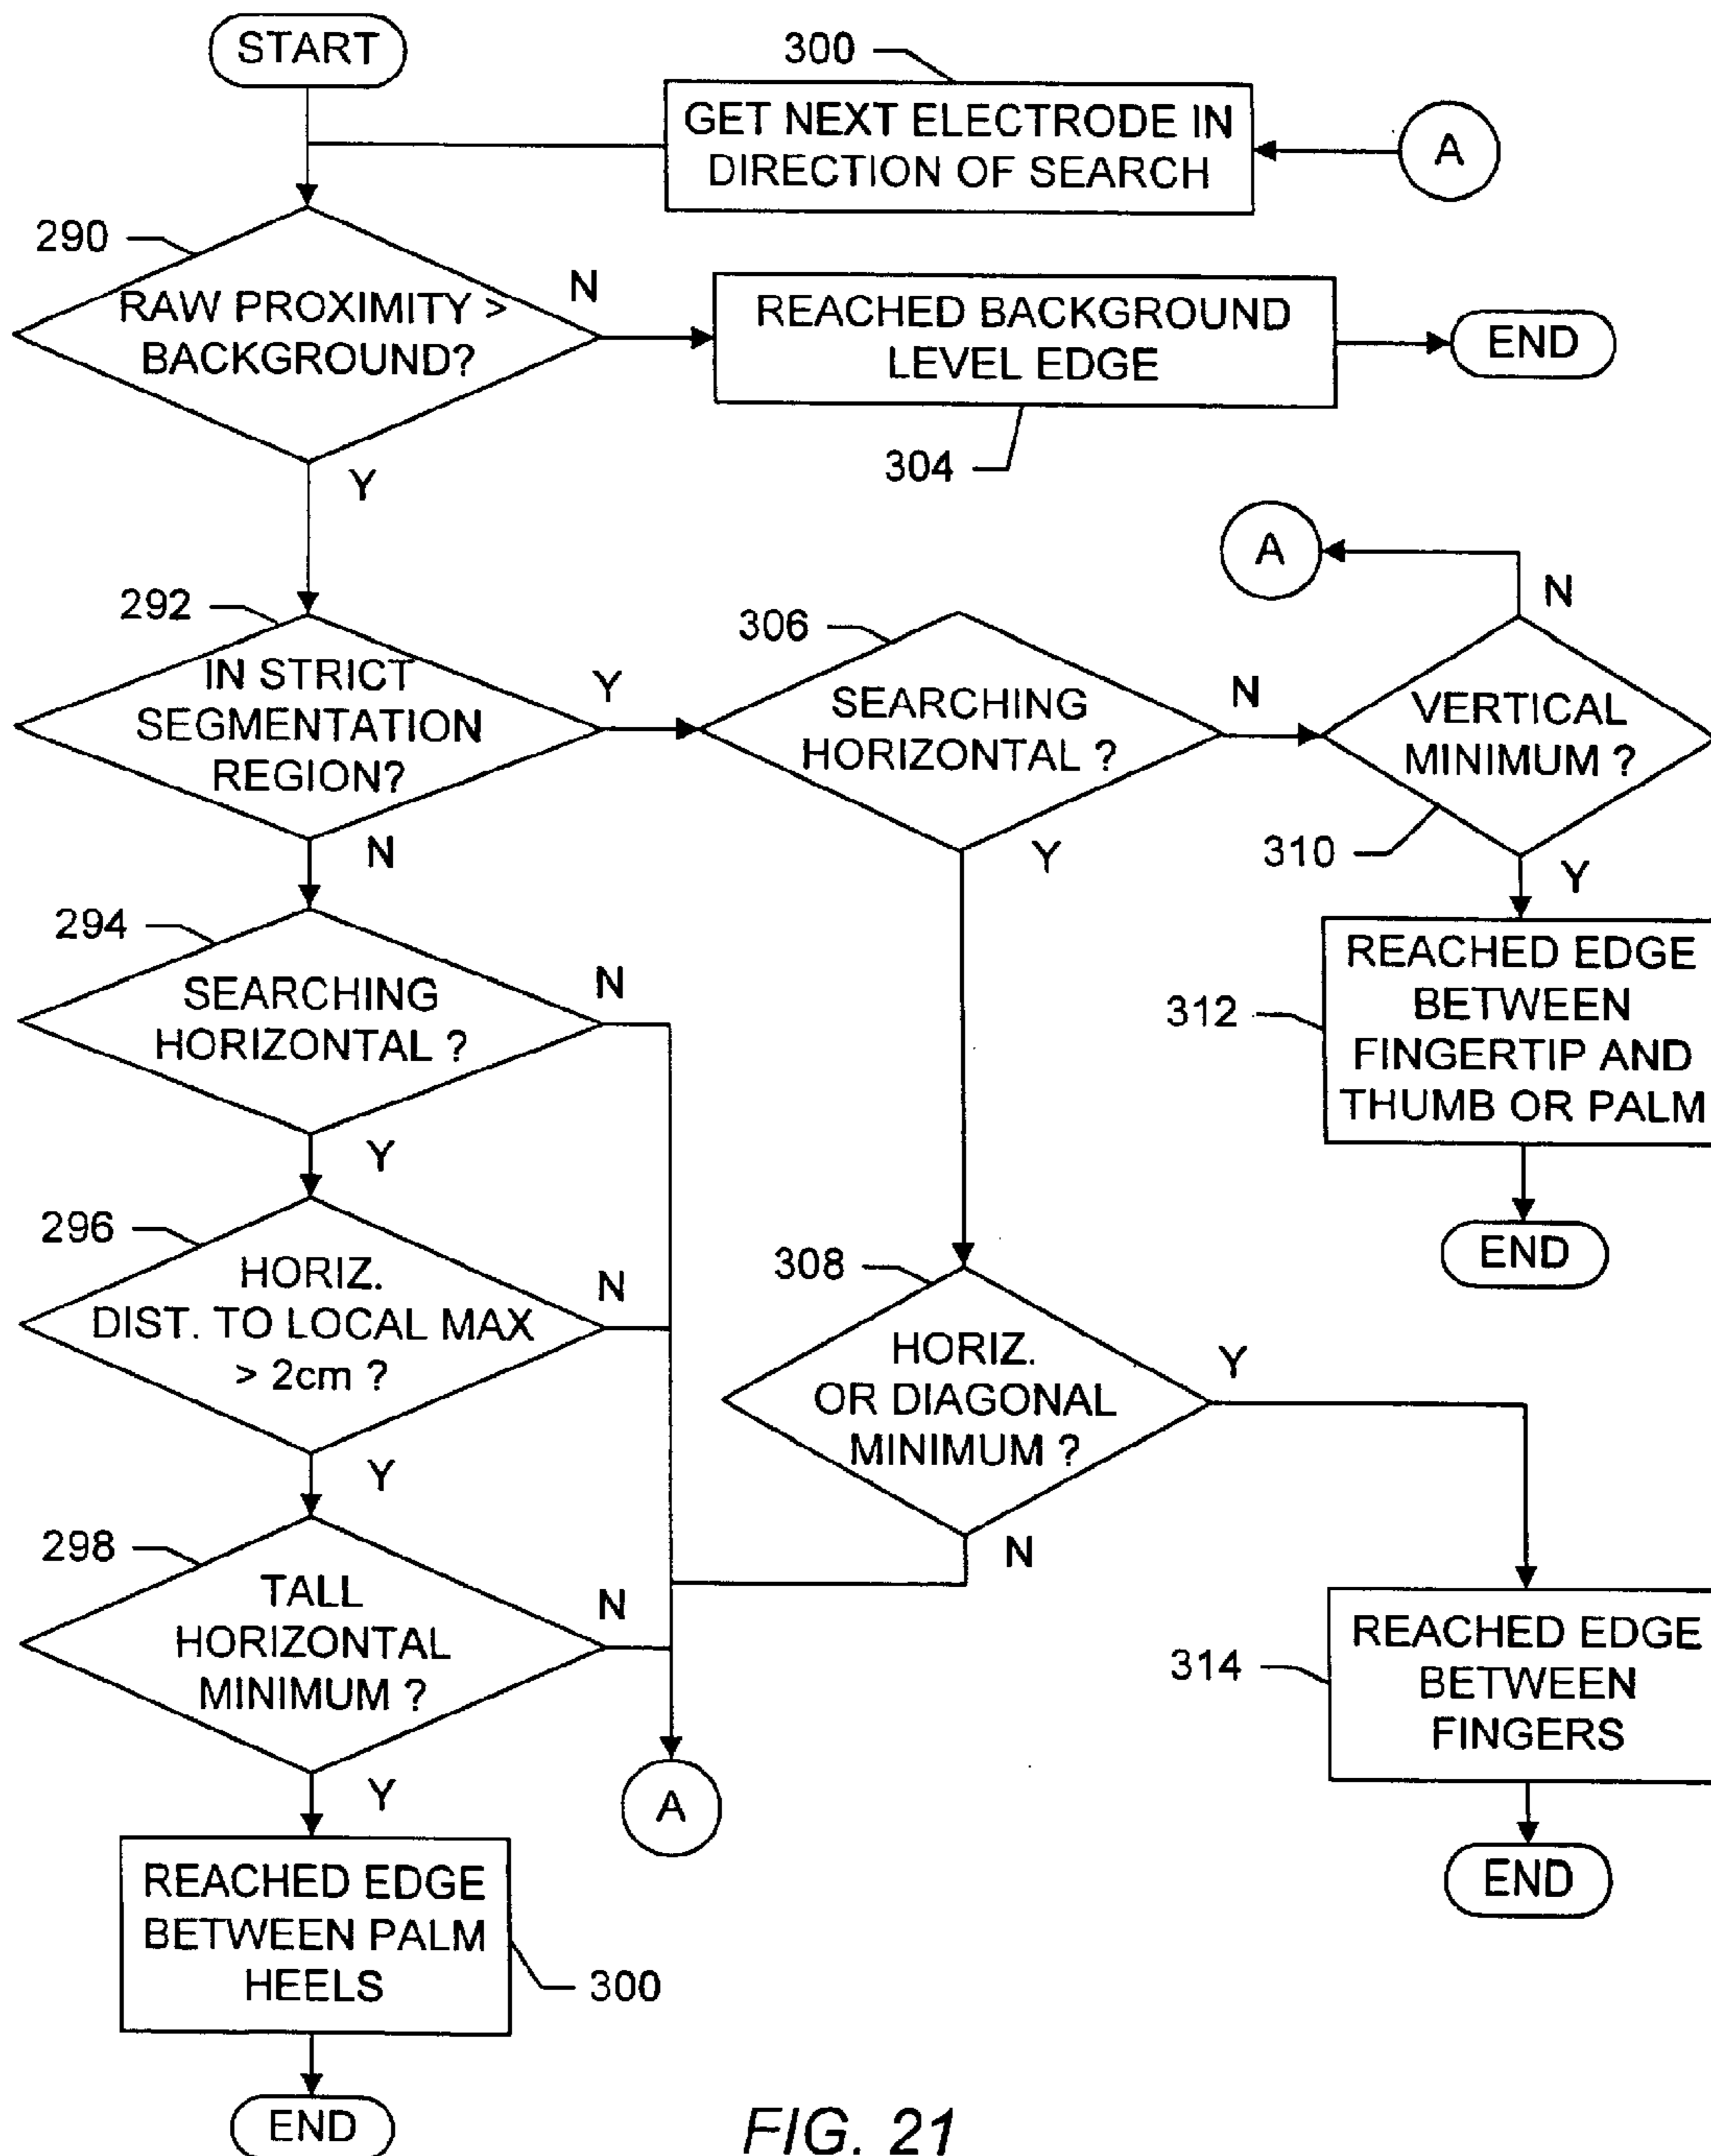 START
300
GET NEXT ELECTRODE IN
DIRECTION OF SEARCH
A
290
RAW PROXIMITY >
BACKGROUND?
N
Y
REACHED BACKGROUND
LEVEL EDGE
304
END
292
IN STRICT
SEGMENTATION
REGION?
Y
N
306
SEARCHING
HORIZONTAL ?
N
Y
A
N
VERTICAL
MINIMUM ?
310
Y
312
REACHED EDGE
BETWEEN
FINGERTIP AND
THUMB OR PALM
END
294
SEARCHING
HORIZONTAL ?
N
Y
296
HORIZ.
DIST. TO LOCAL MAX
> 2cm ?
N
Y
308
HORIZ.
OR DIAGONAL
MINIMUM ?
Y
N
298
TALL
HORIZONTAL
MINIMUM ?
N
Y
A
314
REACHED EDGE
BETWEEN
FINGERS
END
REACHED EDGE
BETWEEN PALM
HEELS
300
END
FIG. 21